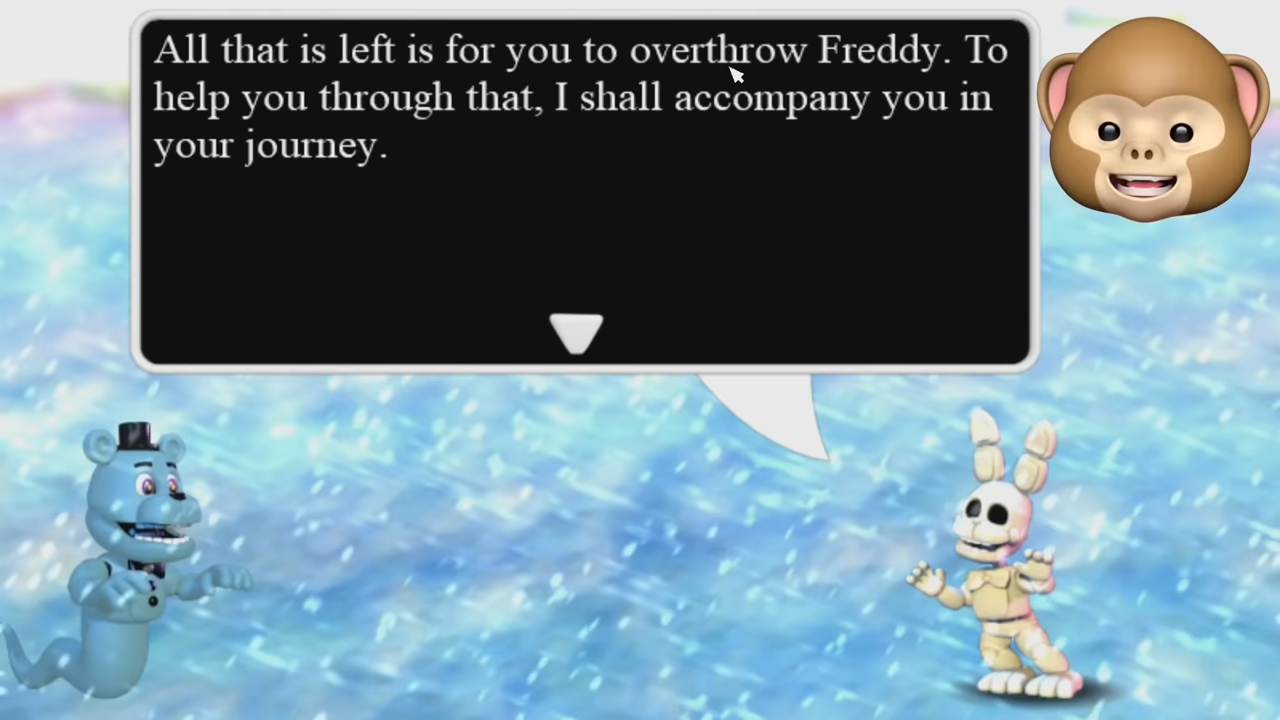 All that is left is for you to overthrow Freddy. To
help you through that, I shall accompany you in
your journey.